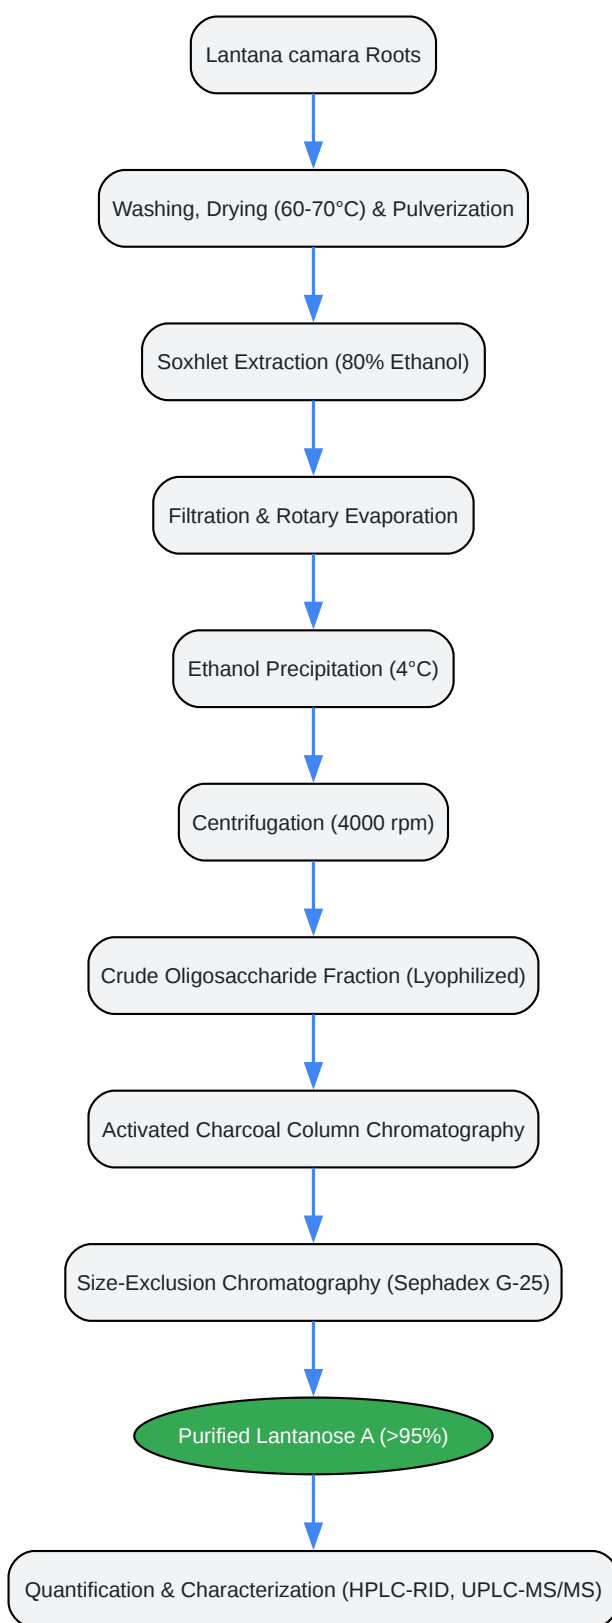 Lantana camara Roots
Washing, Drying (60-70°C) & Pulverization
Soxhlet Extraction (80% Ethanol)
Filtration & Rotary Evaporation
Ethanol Precipitation (4°C)
Centrifugation (4000 rpm)
Crude Oligosaccharide Fraction (Lyophilized)
Activated Charcoal Column Chromatography
Size-Exclusion Chromatography (Sephadex G-25)
Purified Lantanose A (>95%)
Quantification & Characterization (HPLC-RID, UPLC-MS/MS)